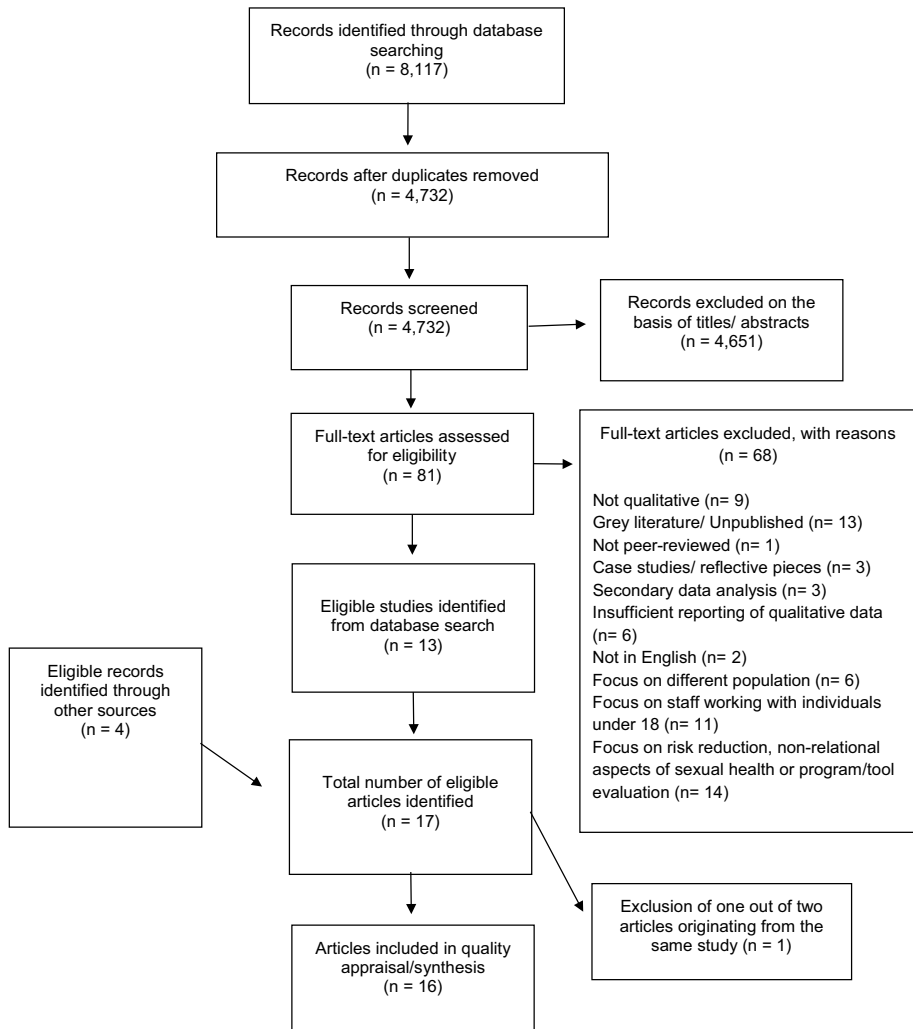 Records identified through database
searching
(n = 8,117)
Records after duplicates removed
(n = 4,732)
Records screened
(n = 4,732)
Records excluded on the
basis of titles/ abstracts
(n = 4,651)
Full-text articles assessed
for eligibility
(n = 81)
Full-text articles excluded, with reasons
(n = 68)
Not qualitative (n= 9)
Grey literature/ Unpublished (n= 13)
Not peer-reviewed (n= 1)
Case studies/ reflective pieces (n= 3)
Secondary data analysis (n= 3)
Insufficient reporting of qualitative data
(n= 6)
Not in English (n= 2)
Focus on different population (n= 6)
Focus on staff working with individuals
under 18 (n= 11)
Focus on risk reduction, non-relational
aspects of sexual health or program/tool
evaluation (n= 14)
Eligible studies identified
from database search
(n = 13)
Eligible records
identified through
other sources
(n = 4)
Total number of eligible
articles identified
(n = 17)
Exclusion of one out of two
articles originating from the
same study (n = 1)
Articles included in quality
appraisal/synthesis
(n = 16)